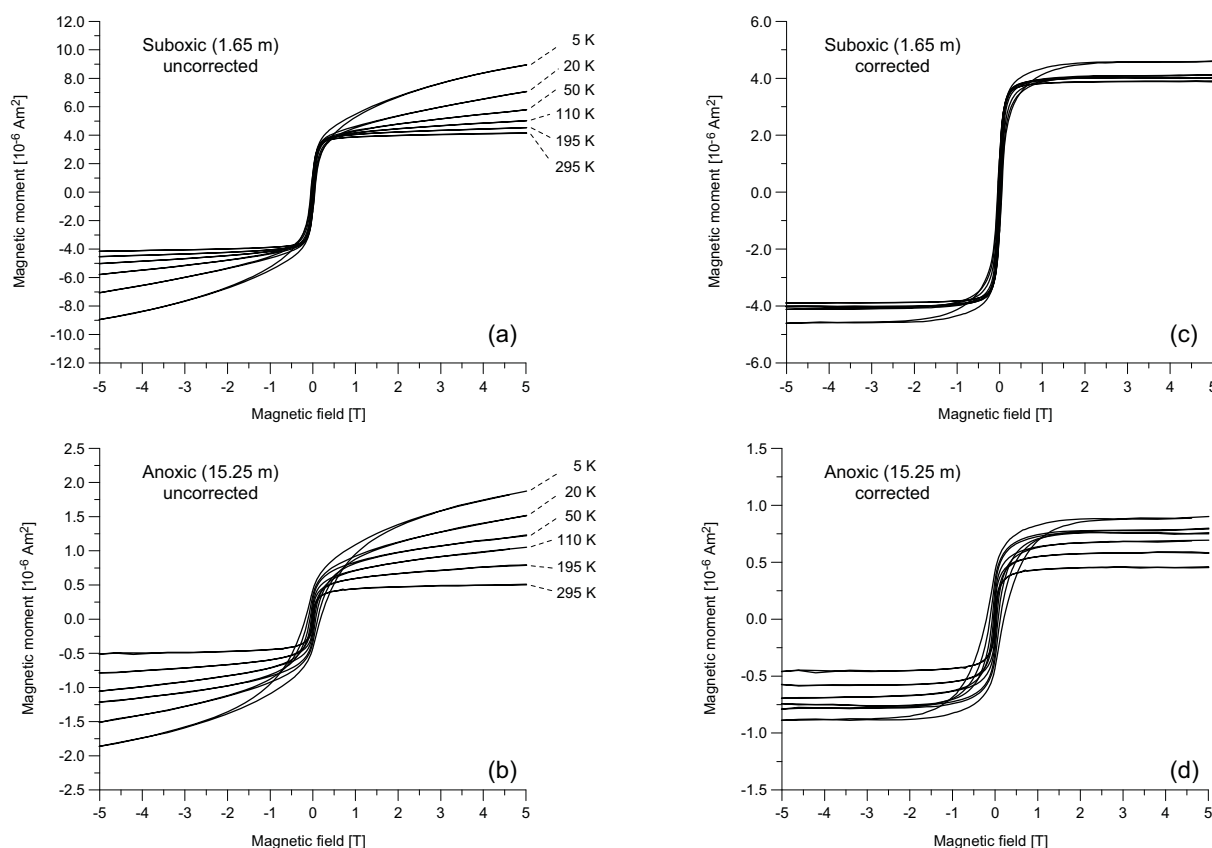 Suboxic (1.65 m)
uncorrected
12.0
10.0
8.0
6.0
4.0
2.0
0.0
-2.0
-4.0
-6.0
-8.0
-10.0
-12.0
Magnetic moment [10-6 Am2]
5 K
20 K
50 K
110 K
195 K
295 K
(a)
-5 -4 -3 -2 -1 0 1 2 3 4 5
Magnetic field [T]
Suboxic (1.65 m)
corrected
6.0
4.0
2.0
0.0
-2.0
-4.0
-6.0
Magnetic moment [10-6 Am2]
(c)
-5 -4 -3 -2 -1 0 1 2 3 4 5
Magnetic field [T]
Anoxic (15.25 m)
uncorrected
2.5
2.0
1.5
1.0
0.5
0.0
-0.5
-1.0
-1.5
-2.0
-2.5
Magnetic moment [10-6 Am2]
5 K
20 K
50 K
110 K
195 K
295 K
(b)
-5 -4 -3 -2 -1 0 1 2 3 4 5
Magnetic field [T]
Anoxic (15.25 m)
corrected
1.5
1.0
0.5
0.0
-0.5
-1.0
-1.5
Magnetic moment [10-6 Am2]
(d)
-5 -4 -3 -2 -1 0 1 2 3 4 5
Magnetic field [T]